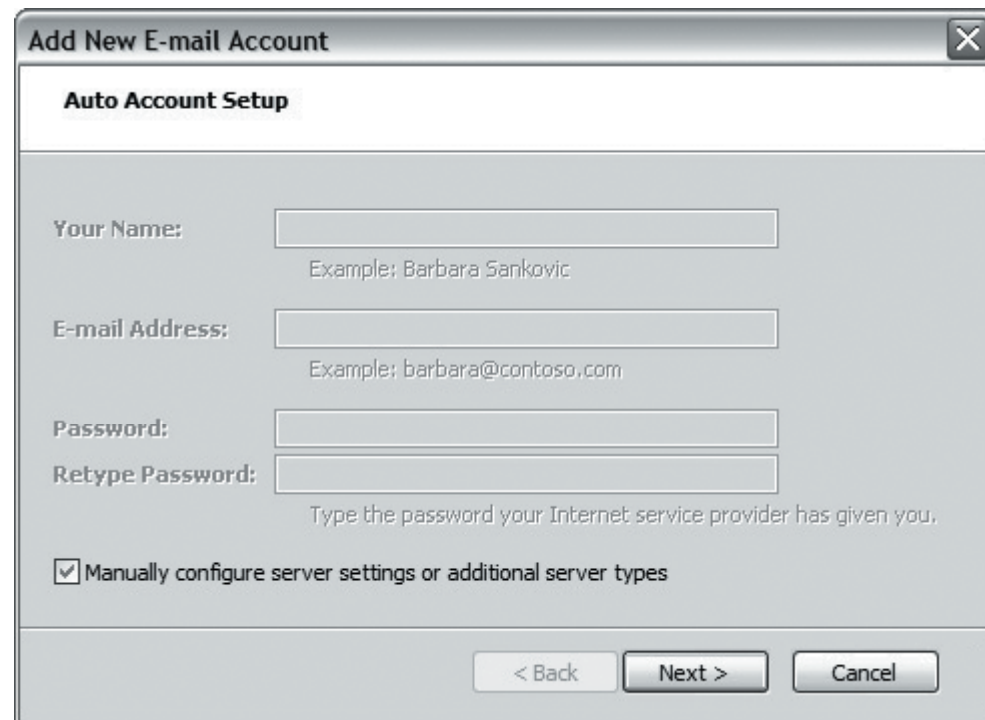 Add New E-mail Account
Auto Account Setup
Your Name:
Example: Barbara Sankovic
E-mail Address:
Example: barbara@contoso.com
Password:
Retype Password:
Type the password your Internet service provider has given you.
Manually configure server settings or additional server types
< Back Next > Cancel